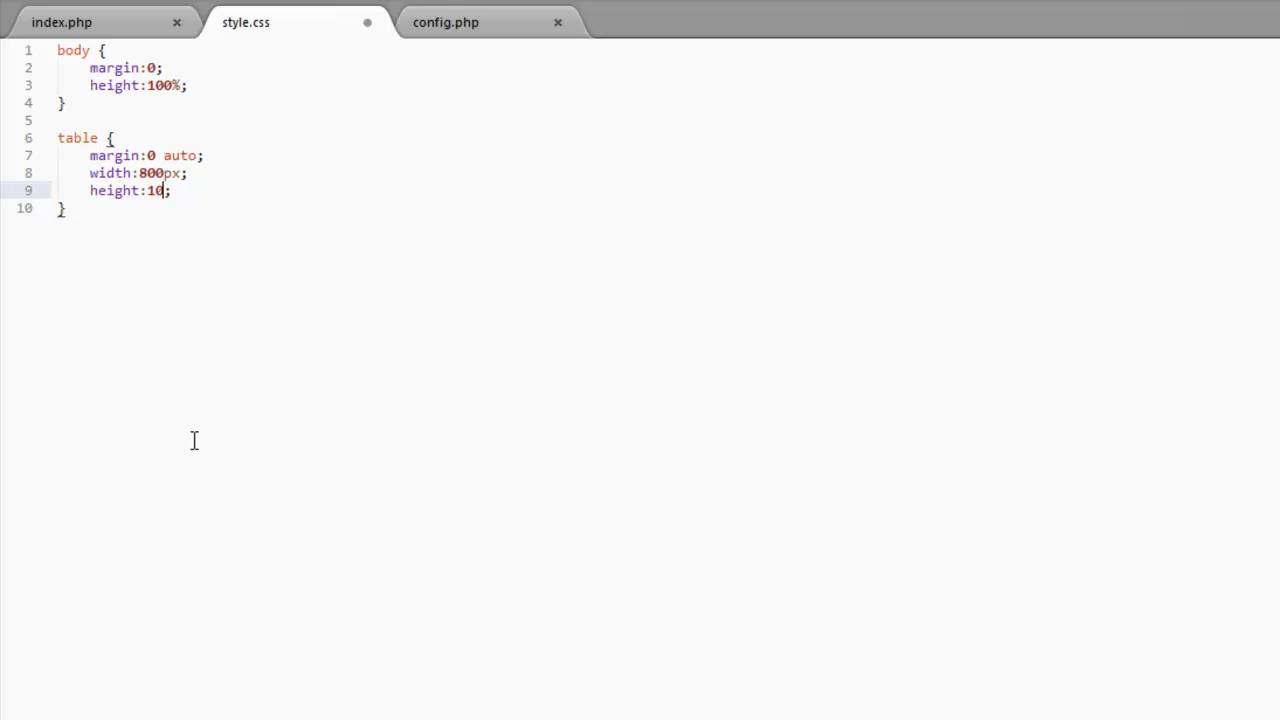 index.php × style.css config.php ×
1 body {
2     margin:0;
3     height:100%;
4 }
5
6 table {
7     margin:0 auto;
8     width:800px;
9     height:10;
10 }